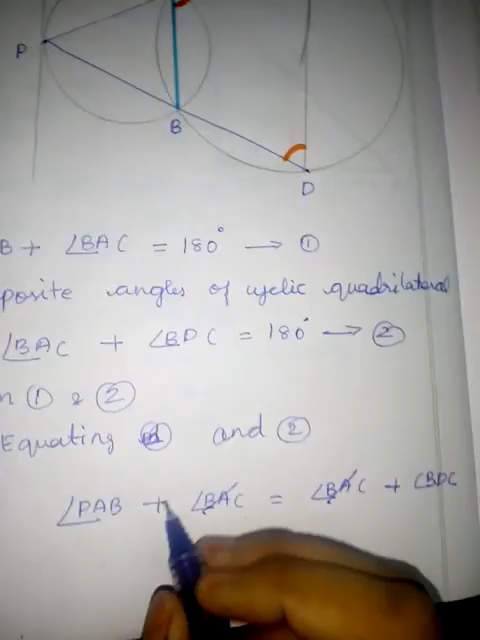 P
B
D
B + ∠BAC = 180° → ①
posite angles of cyclic quadrilateral
∠BAC + ∠BDC = 180° → ②
n ① & ②
Equating ① and ②
∠PAB + ∠BAC = ∠BAC + ∠BDC